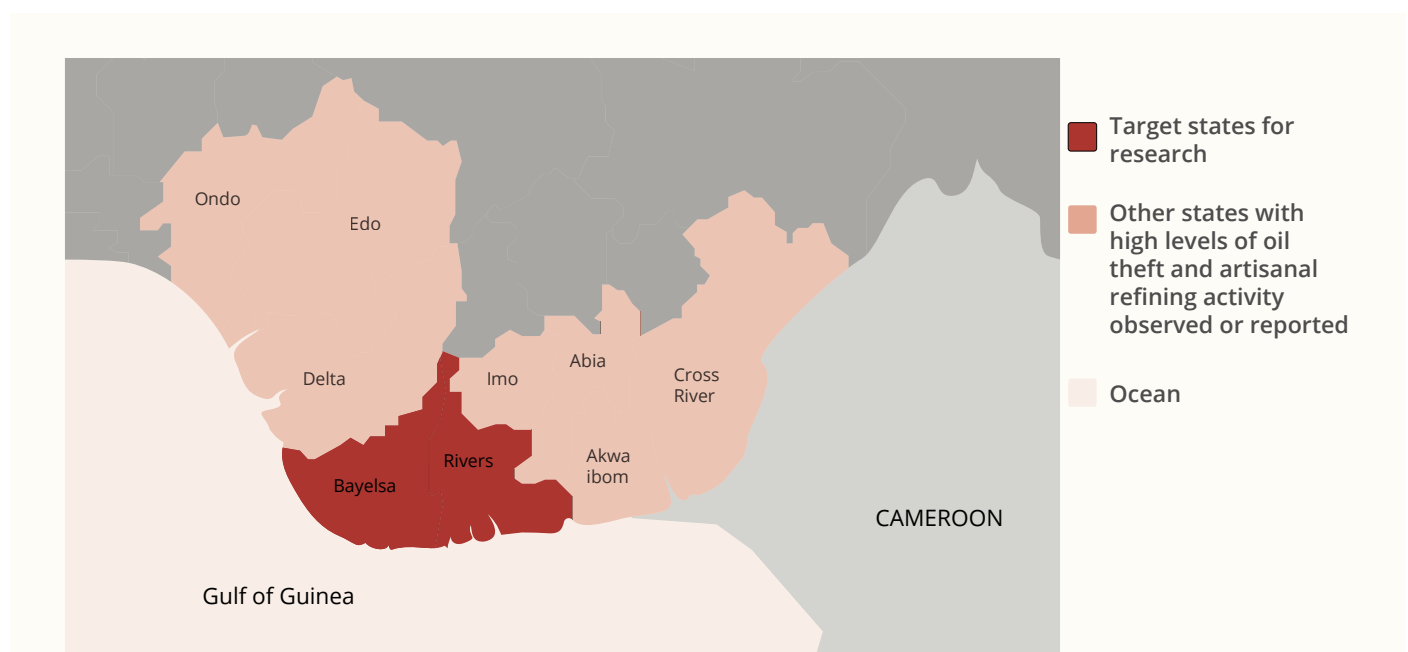 Ondo
Edo
Delta
Imo
Abia
Cross
River
Akwa
ibom
Rivers
Bayelsa
CAMEROON
Gulf of Guinea
Target states for
research
Other states with
high levels of oil
theft and artisanal
refining activity
observed or reported
Ocean